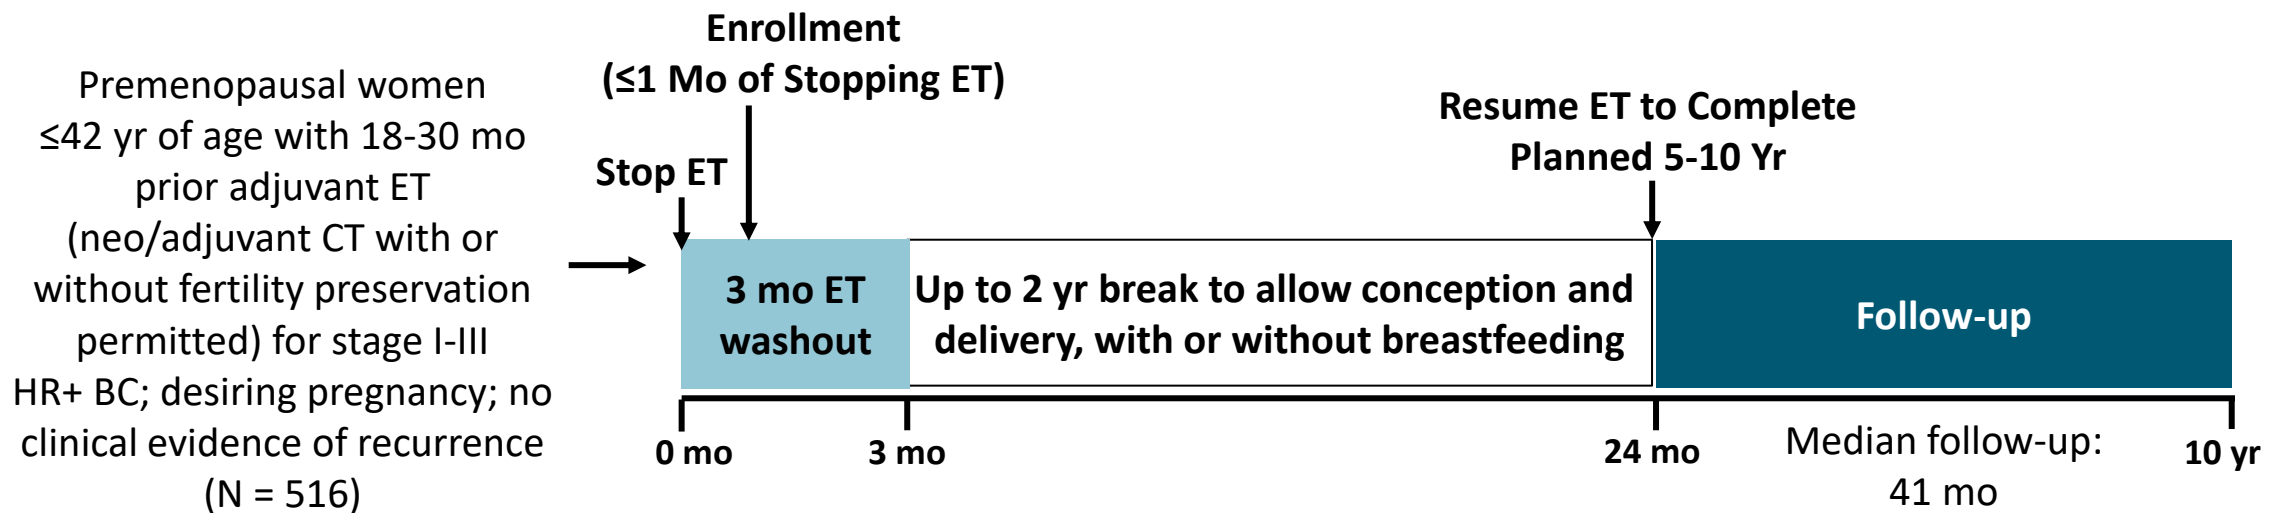 Premenopausal women
≤42 yr of age with 18-30 mo
prior adjuvant ET
(neo/adjuvant CT with or
without fertility preservation
permitted) for stage I-III
HR+ BC; desiring pregnancy; no
clinical evidence of recurrence
(N = 516)
Stop ET
Enrollment
(≤1 Mo of Stopping ET)
Resume ET to Complete
Planned 5-10 Yr
3 mo ET
washout
Up to 2 yr break to allow conception and
delivery, with or without breastfeeding
Follow-up
0 mo
3 mo
24 mo
10 yr
Median follow-up:
41 mo